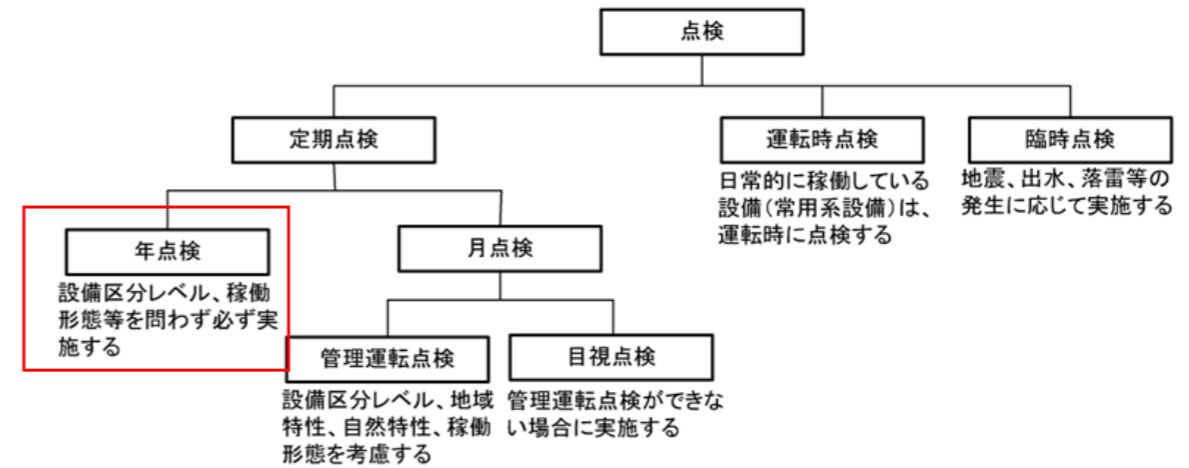 点検
定期点検
運転時点検
日常的に稼働している
設備(常用系設備)は、
運転時に点検する
臨時点検
地震、出水、落雷等の
発生に応じて実施する
年点検
設備区分レベル、稼働
形態等を問わず必ず実
施する
月点検
管理運転点検
設備区分レベル、地域
特性、自然特性、稼働
形態を考慮する
目視点検
管理運転点検ができな
い場合に実施する